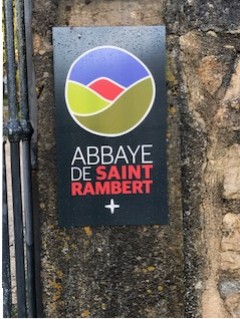 ABBAYE
DE SAINT
RAMBERT
+